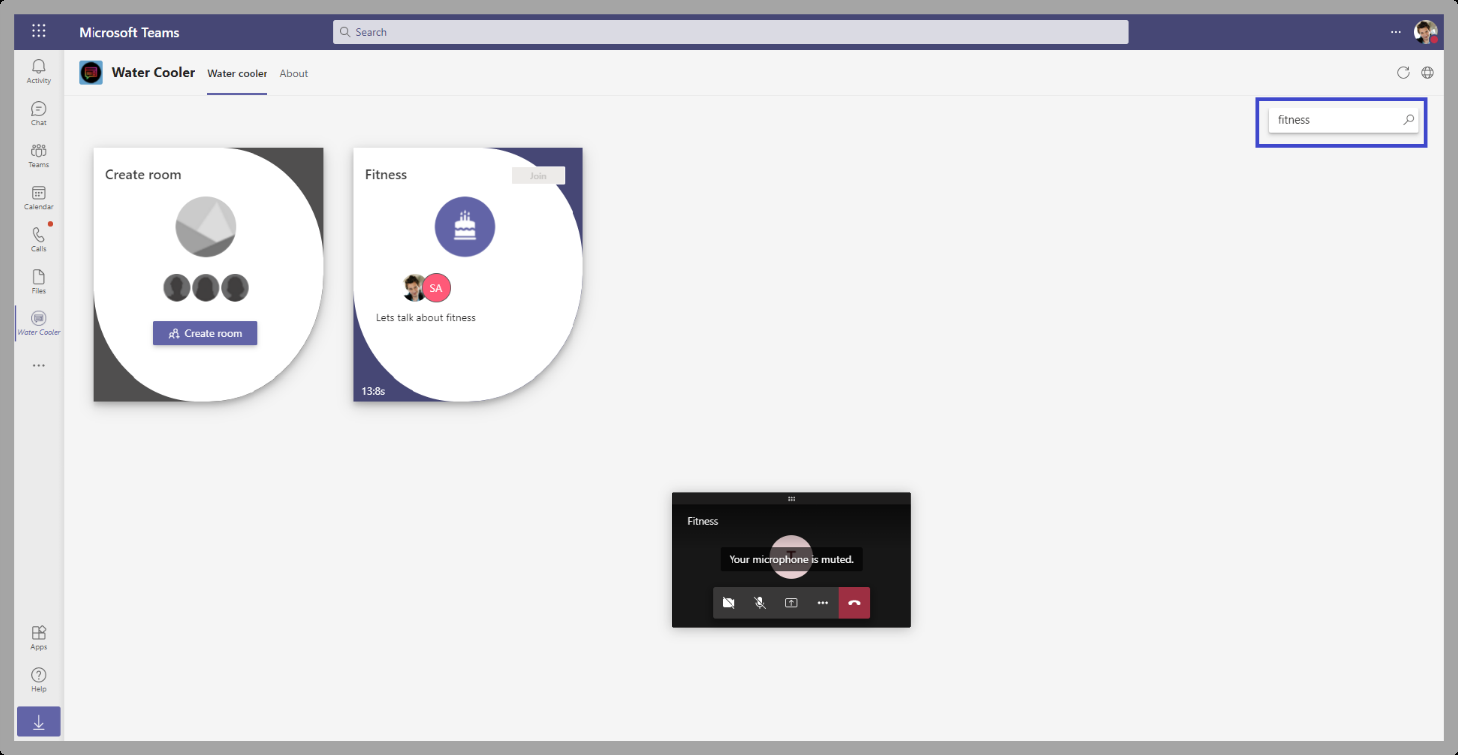 Microsoft Teams
Search
Activity
Chat
Teams
Calendar
Calls
Files
Water Cooler
Apps
Help
Water Cooler
Water cooler
About
fitness
Create room
Create room
Fitness
Join
SA
Lets talk about fitness
13:8s
Fitness
T
Your microphone is muted.